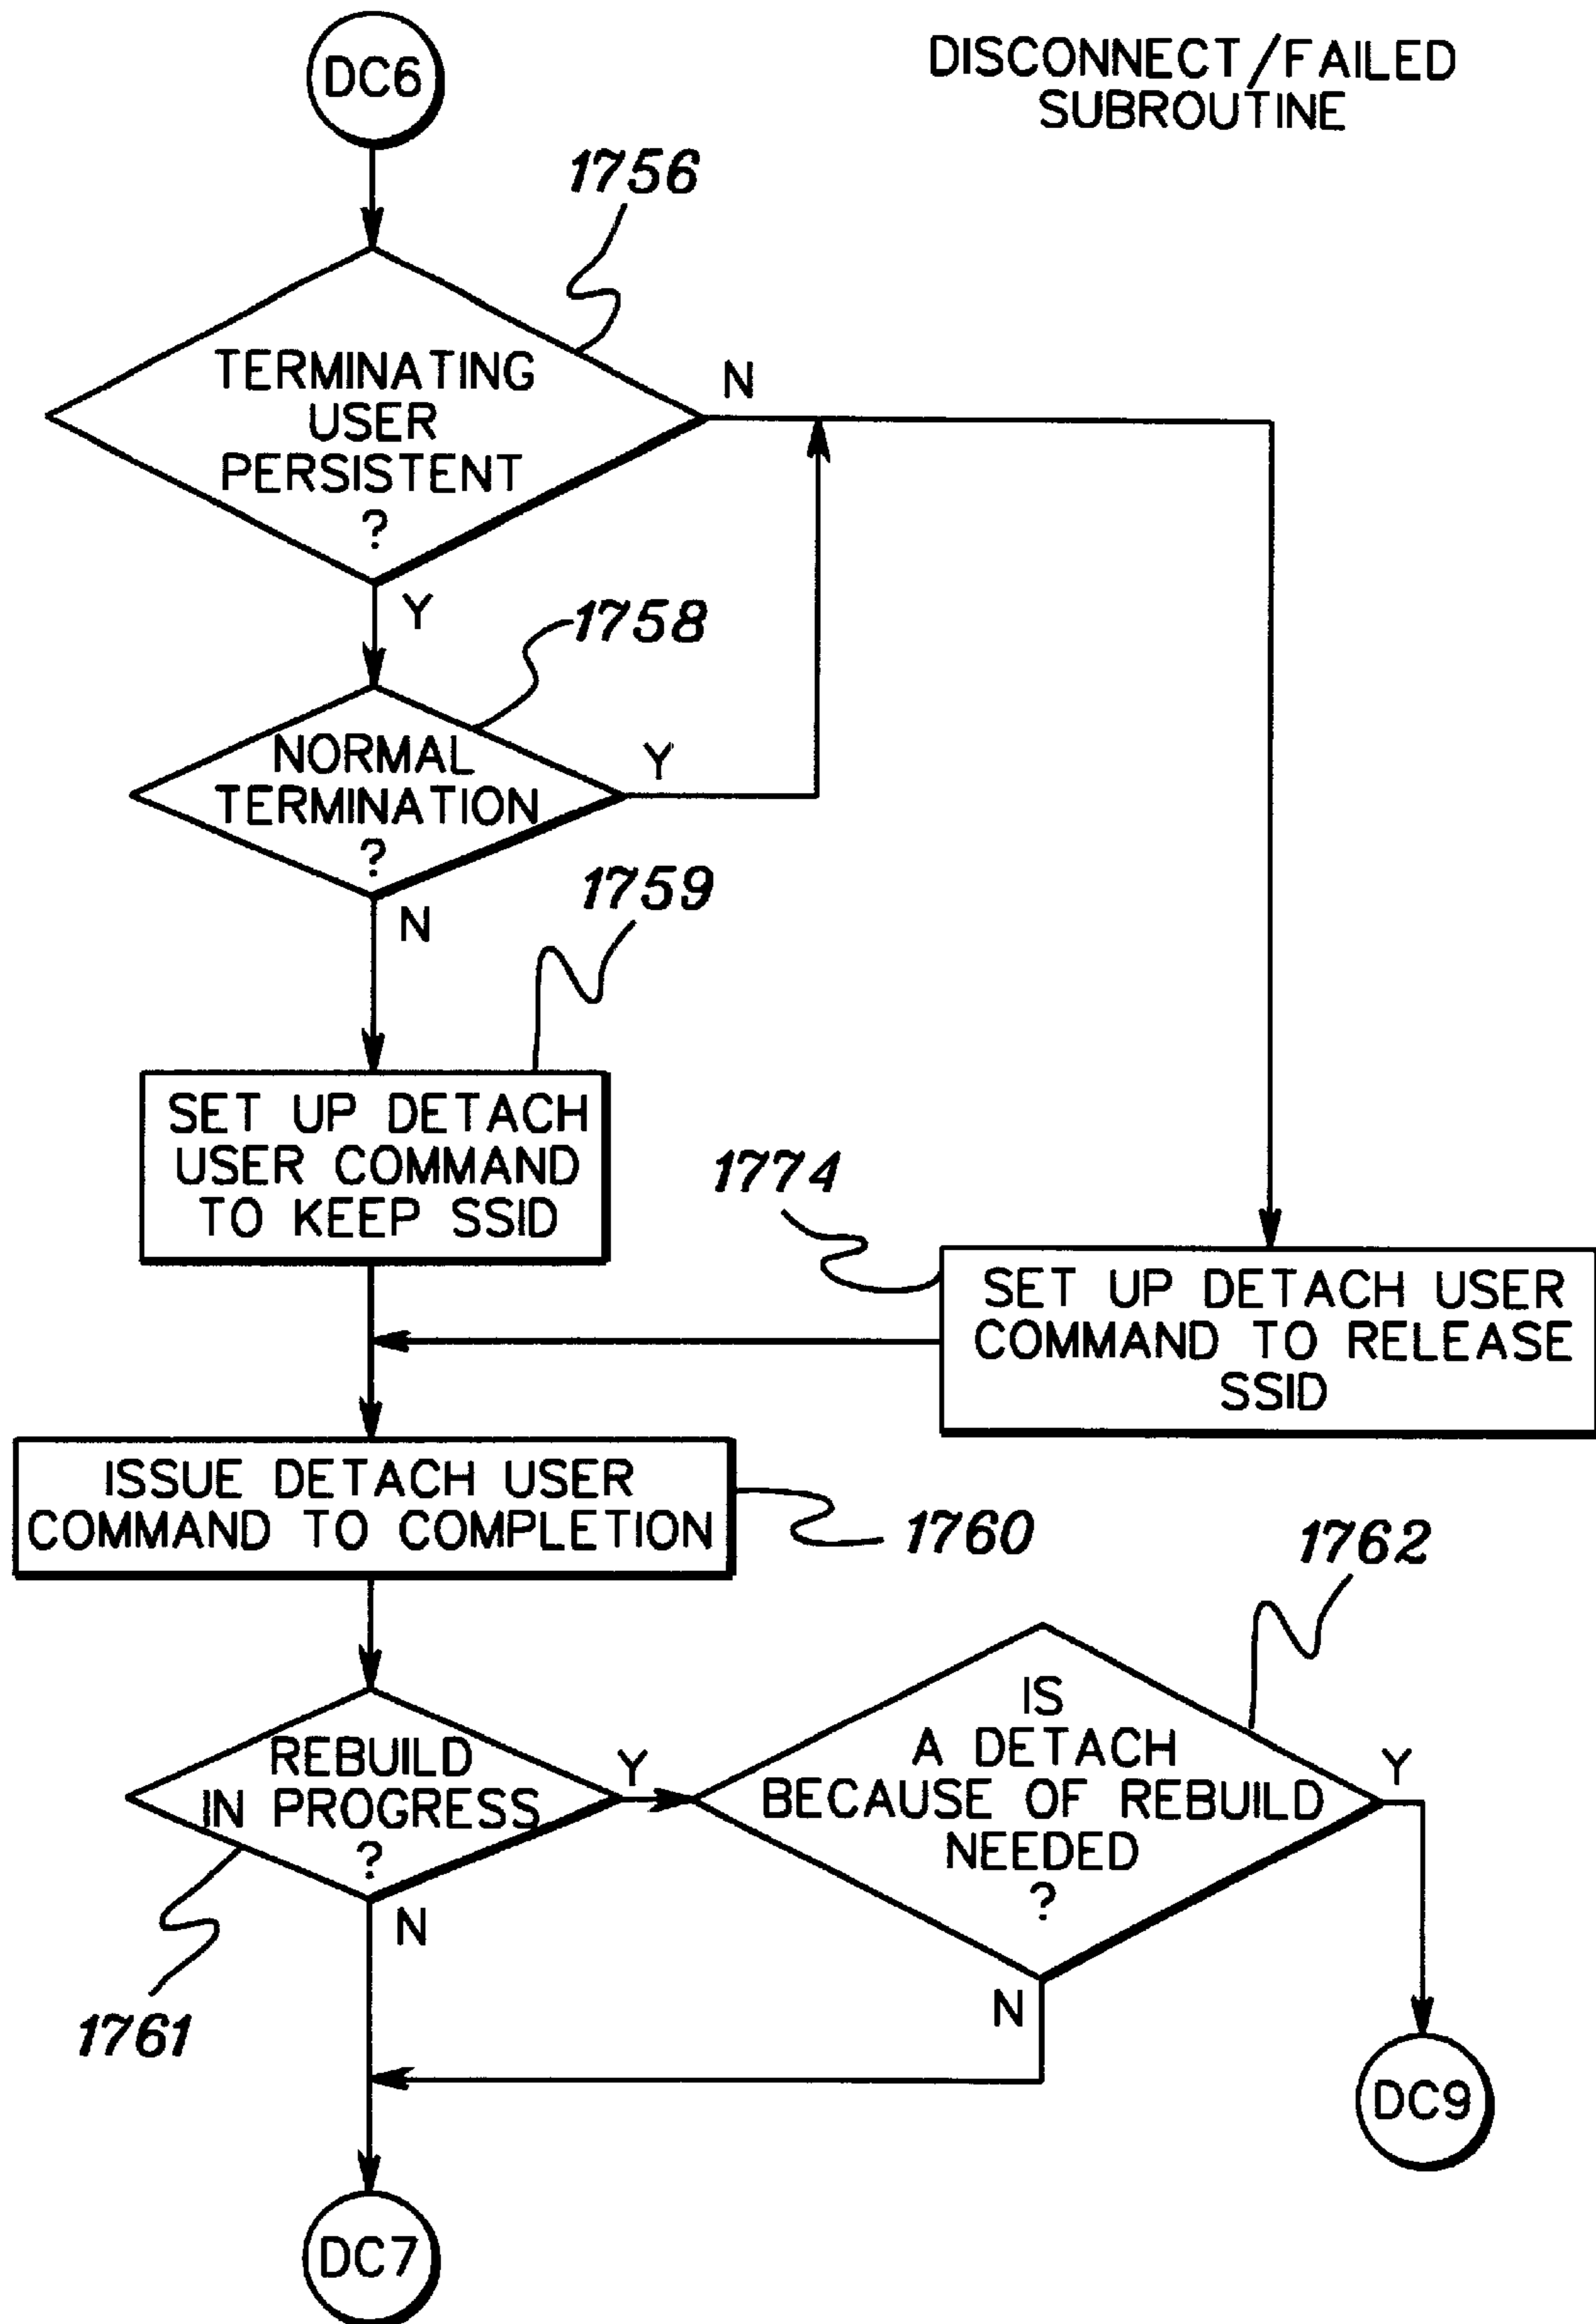 DC6
DISCONNECT/FAILED
SUBROUTINE
1756
TERMINATING
USER
PERSISTENT
?
N
Y
1758
NORMAL
TERMINATION
?
Y
N
1759
SET UP DETACH
USER COMMAND
TO KEEP SSID
1774
SET UP DETACH USER
COMMAND TO RELEASE
SSID
ISSUE DETACH USER
COMMAND TO COMPLETION
1760
1762
REBUILD
IN PROGRESS
?
Y
N
1761
IS
A DETACH
BECAUSE OF REBUILD
NEEDED
?
Y
N
DC9
DC7